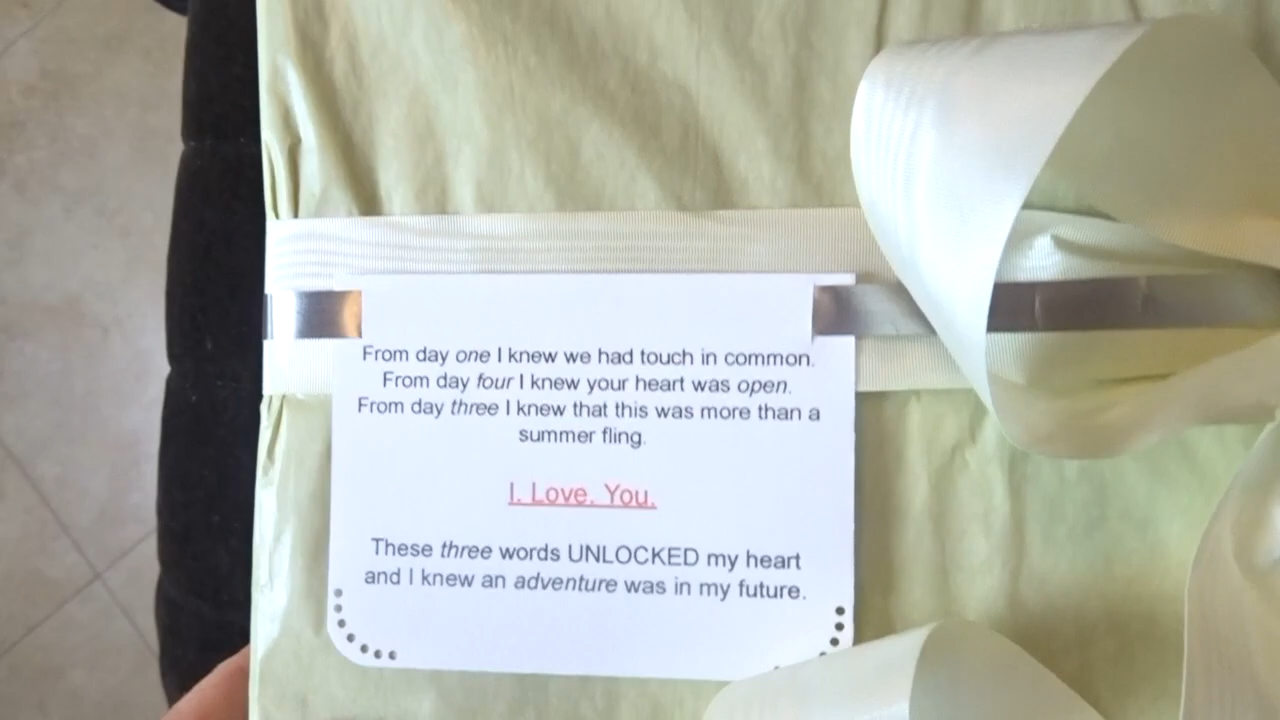 From day one I knew we had touch in common.
From day four I knew your heart was open.
From day three I knew that this was more than a
summer fling.
I. Love. You.
These three words UNLOCKED my heart
and I knew an adventure was in my future.